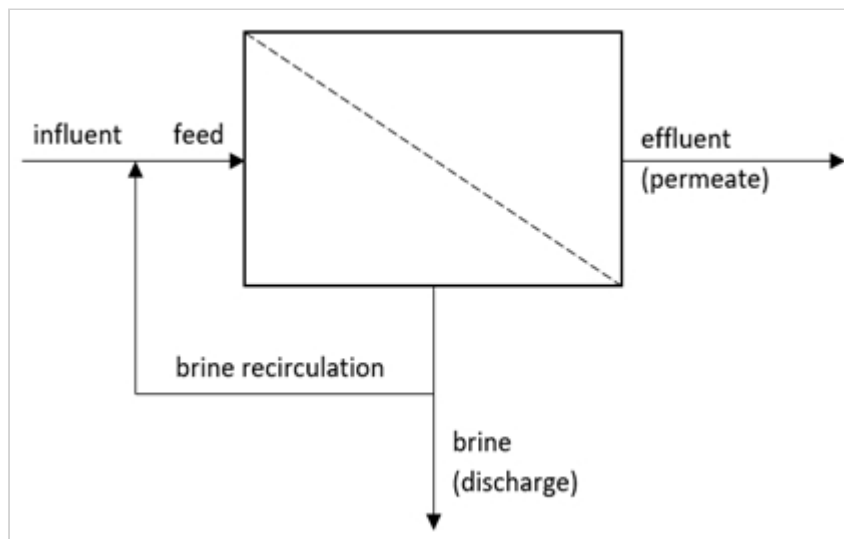 influent feed
effluent
(permeate)
brine recirculation
brine
(discharge)